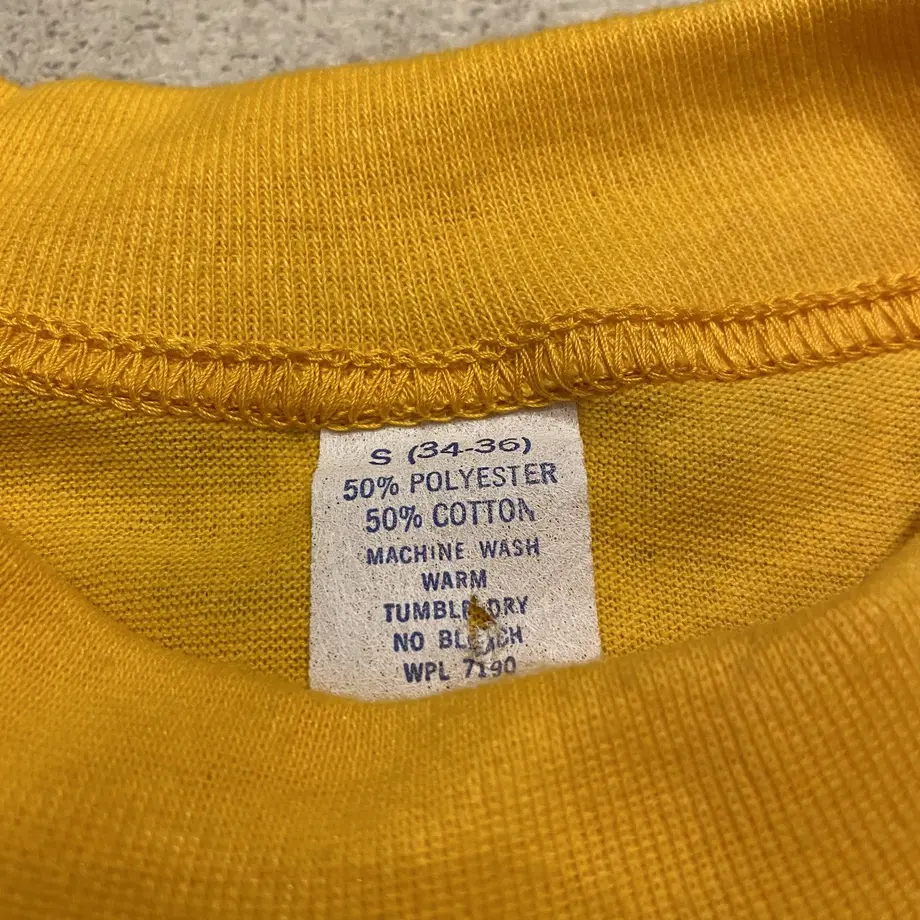 S (34-36)
50% POLYESTER
50% COTTON
MACHINE WASH
WARM
TUMBLE DRY
NO BLEACH
WPL 7190